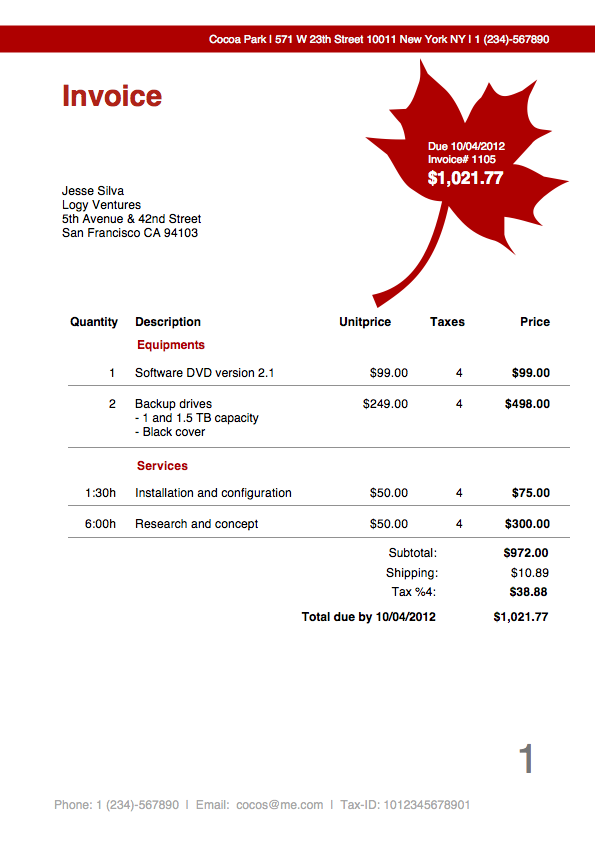 Cocoa Park | 571 W 23th Street 10011 New York NY | 1 (234)-567890
Invoice
Due 10/04/2012
Invoice# 1105
$1,021.77
Jesse Silva
Logy Ventures
5th Avenue & 42nd Street
San Francisco CA 94103
Quantity Description Unitprice Taxes Price
Equipments
1 Software DVD version 2.1 $99.00 4 $99.00
2 Backup drives $249.00 4 $498.00
- 1 and 1.5 TB capacity
- Black cover
Services
1:30h Installation and configuration $50.00 4 $75.00
6:00h Research and concept $50.00 4 $300.00
Subtotal: $972.00
Shipping: $10.89
Tax %4: $38.88
Total due by 10/04/2012 $1,021.77
1
Phone: 1 (234)-567890 | Email: cocos@me.com | Tax-ID: 1012345678901